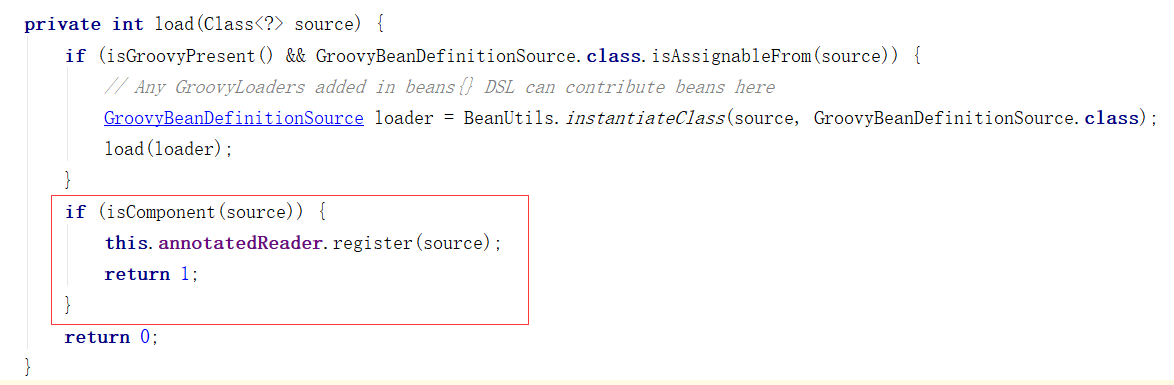 private int load(Class<?> source) {
    if (isGroovyPresent() && GroovyBeanDefinitionSource.class.isAssignableFrom(source)) {
        // Any GroovyLoaders added in beans{} DSL can contribute beans here
        GroovyBeanDefinitionSource loader = BeanUtils.instantiateClass(source, GroovyBeanDefinitionSource.class);
        load(loader);
    }
    if (isComponent(source)) {
        this.annotatedReader.register(source);
        return 1;
    }
    return 0;
}